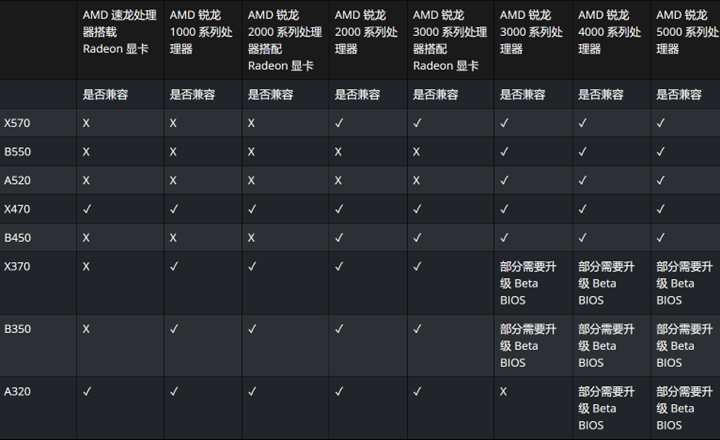 AMD 速龙处理器搭载 Radeon 显卡 AMD 锐龙 1000 系列处理器 AMD 锐龙 2000 系列处理器搭配 Radeon 显卡 AMD 锐龙 2000 系列处理器 AMD 锐龙 3000 系列处理器搭配 Radeon 显卡 AMD 锐龙 3000 系列处理器 AMD 锐龙 4000 系列处理器 AMD 锐龙 5000 系列处理器
是否兼容 是否兼容 是否兼容 是否兼容 是否兼容 是否兼容 是否兼容 是否兼容
X570 X X X ✓ ✓ ✓ ✓ ✓
B550 X X X X X ✓ ✓ ✓
A520 X X X X X ✓ ✓ ✓
X470 ✓ ✓ ✓ ✓ ✓ ✓ ✓ ✓
B450 X X X ✓ ✓ ✓ ✓ ✓
X370 X ✓ ✓ ✓ ✓ 部分需要升级 Beta BIOS 部分需要升级 Beta BIOS 部分需要升级 Beta BIOS
B350 X ✓ ✓ ✓ ✓ 部分需要升级 Beta BIOS 部分需要升级 Beta BIOS 部分需要升级 Beta BIOS
A320 ✓ ✓ ✓ ✓ ✓ X 部分需要升级 Beta BIOS 部分需要升级 Beta BIOS